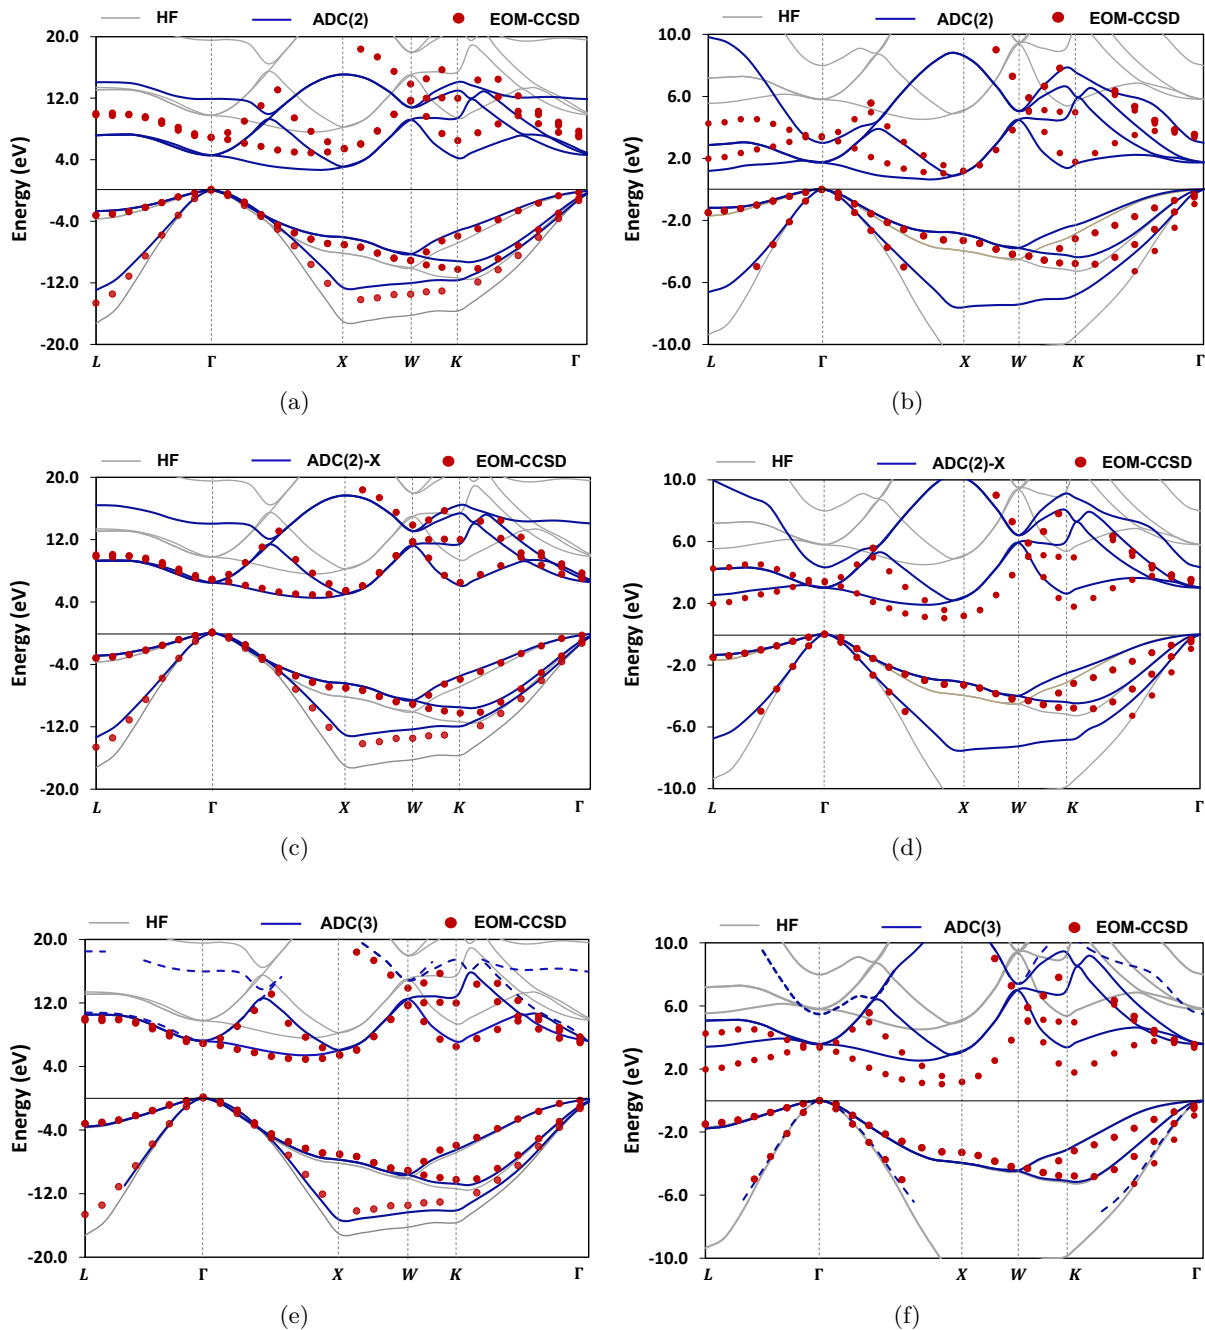 HF ADC(2) EOM-CCSD
20.0
12.0
4.0
-4.0
-12.0
-20.0
Energy (eV)
L Γ X W K Γ
(a)
HF ADC(2) EOM-CCSD
10.0
6.0
2.0
-2.0
-6.0
-10.0
Energy (eV)
L Γ X W K Γ
(b)
HF ADC(2)-X EOM-CCSD
20.0
12.0
4.0
-4.0
-12.0
-20.0
Energy (eV)
L Γ X W K Γ
(c)
HF ADC(2)-X EOM-CCSD
10.0
6.0
2.0
-2.0
-6.0
-10.0
Energy (eV)
L Γ X W K Γ
(d)
HF ADC(3) EOM-CCSD
20.0
12.0
4.0
-4.0
-12.0
-20.0
Energy (eV)
L Γ X W K Γ
(e)
HF ADC(3) EOM-CCSD
10.0
6.0
2.0
-2.0
-6.0
-10.0
Energy (eV)
L Γ X W K Γ
(f)